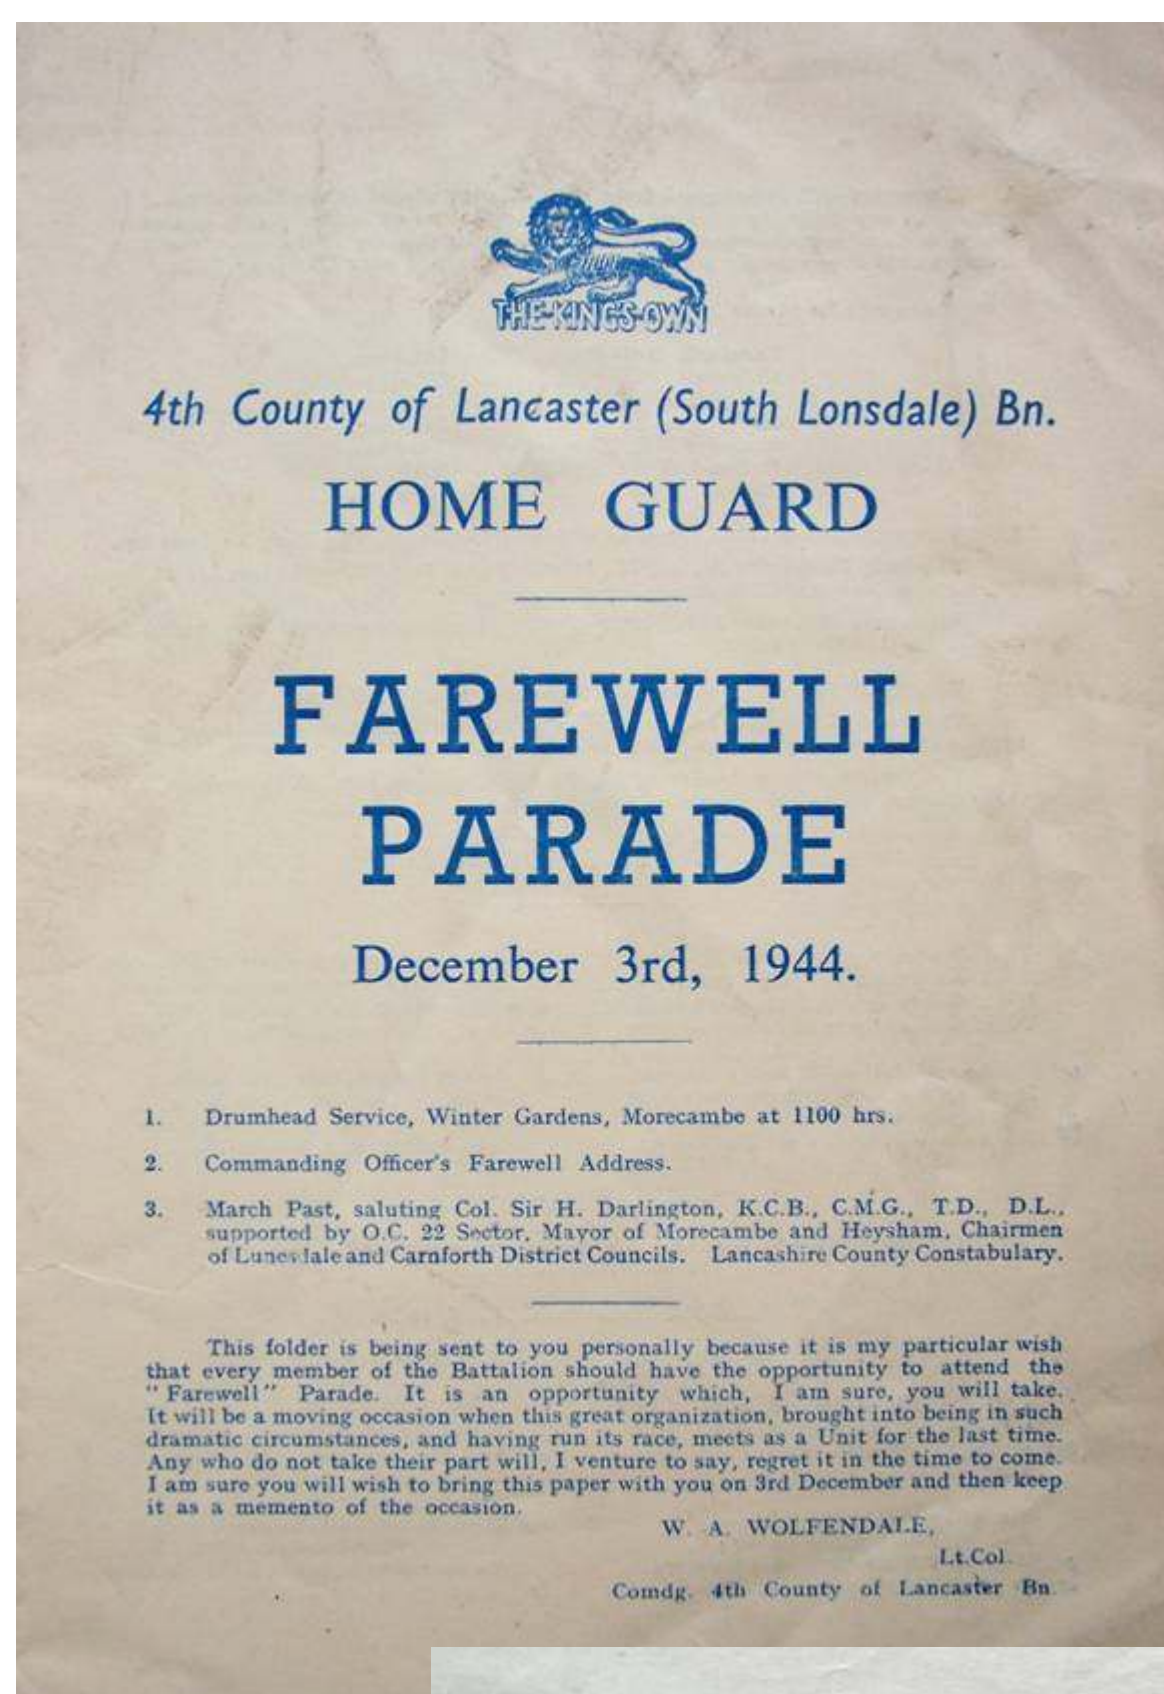 THE·KING'S·OWN
4th County of Lancaster (South Lonsdale) Bn.
HOME GUARD
FAREWELL
PARADE
December 3rd, 1944.
1. Drumhead Service, Winter Gardens, Morecambe at 1100 hrs.
2. Commanding Officer's Farewell Address.
3. March Past, saluting Col. Sir H. Darlington, K.C.B., C.M.G., T.D., D.L.,
supported by O.C. 22 Sector, Mayor of Morecambe and Heysham, Chairmen
of Lunesdale and Carnforth District Councils. Lancashire County Constabulary.
This folder is being sent to you personally because it is my particular wish
that every member of the Battalion should have the opportunity to attend the
“Farewell” Parade. It is an opportunity which, I am sure, you will take.
It will be a moving occasion when this great organization, brought into being in such
dramatic circumstances, and having run its race, meets as a Unit for the last time.
Any who do not take their part will, I venture to say, regret it in the time to come.
I am sure you will wish to bring this paper with you on 3rd December and then keep
it as a memento of the occasion.
W. A. WOLFENDALE,
Lt.Col.
Comdg. 4th County of Lancaster Bn.